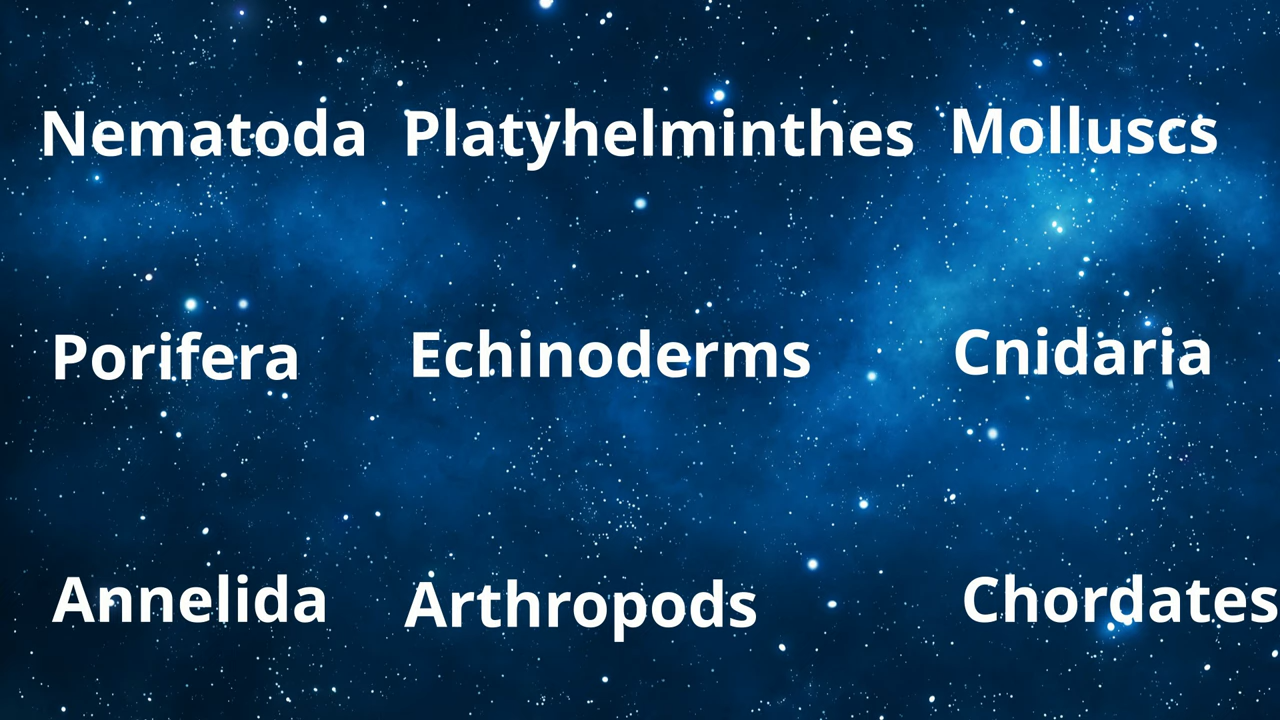 Nematoda Platyhelminthes Molluscs
Porifera Echinoderms Cnidaria
Annelida Arthropods Chordates